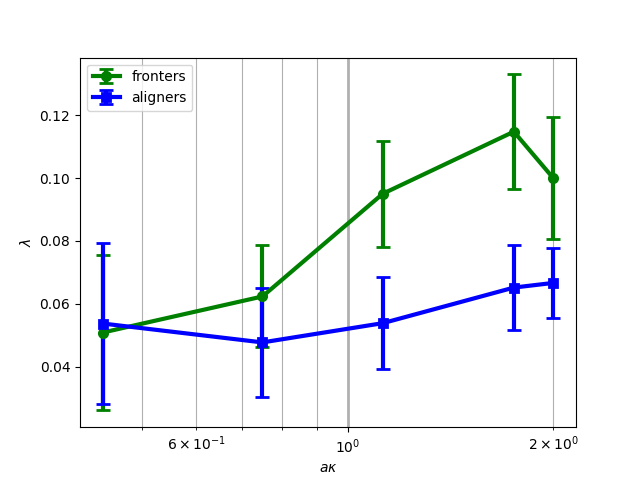 fronters
aligners
0.12
0.10
0.08
0.06
0.04
λ
6 × 10⁻¹
10⁰
2 × 10⁰
aκ